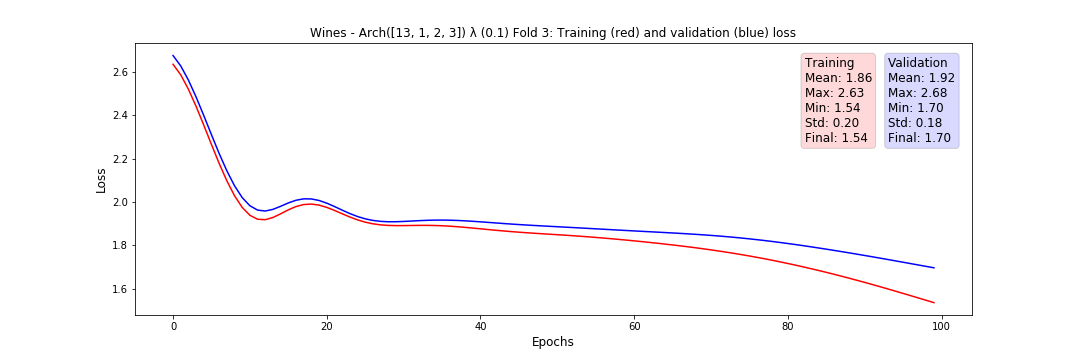 Wines - Arch([13, 1, 2, 3]) λ (0.1) Fold 3: Training (red) and validation (blue) loss
Training
Mean: 1.86
Max: 2.63
Min: 1.54
Std: 0.20
Final: 1.54
Validation
Mean: 1.92
Max: 2.68
Min: 1.70
Std: 0.18
Final: 1.70
Loss
2.6
2.4
2.2
2.0
1.8
1.6
0 20 40 60 80 100
Epochs